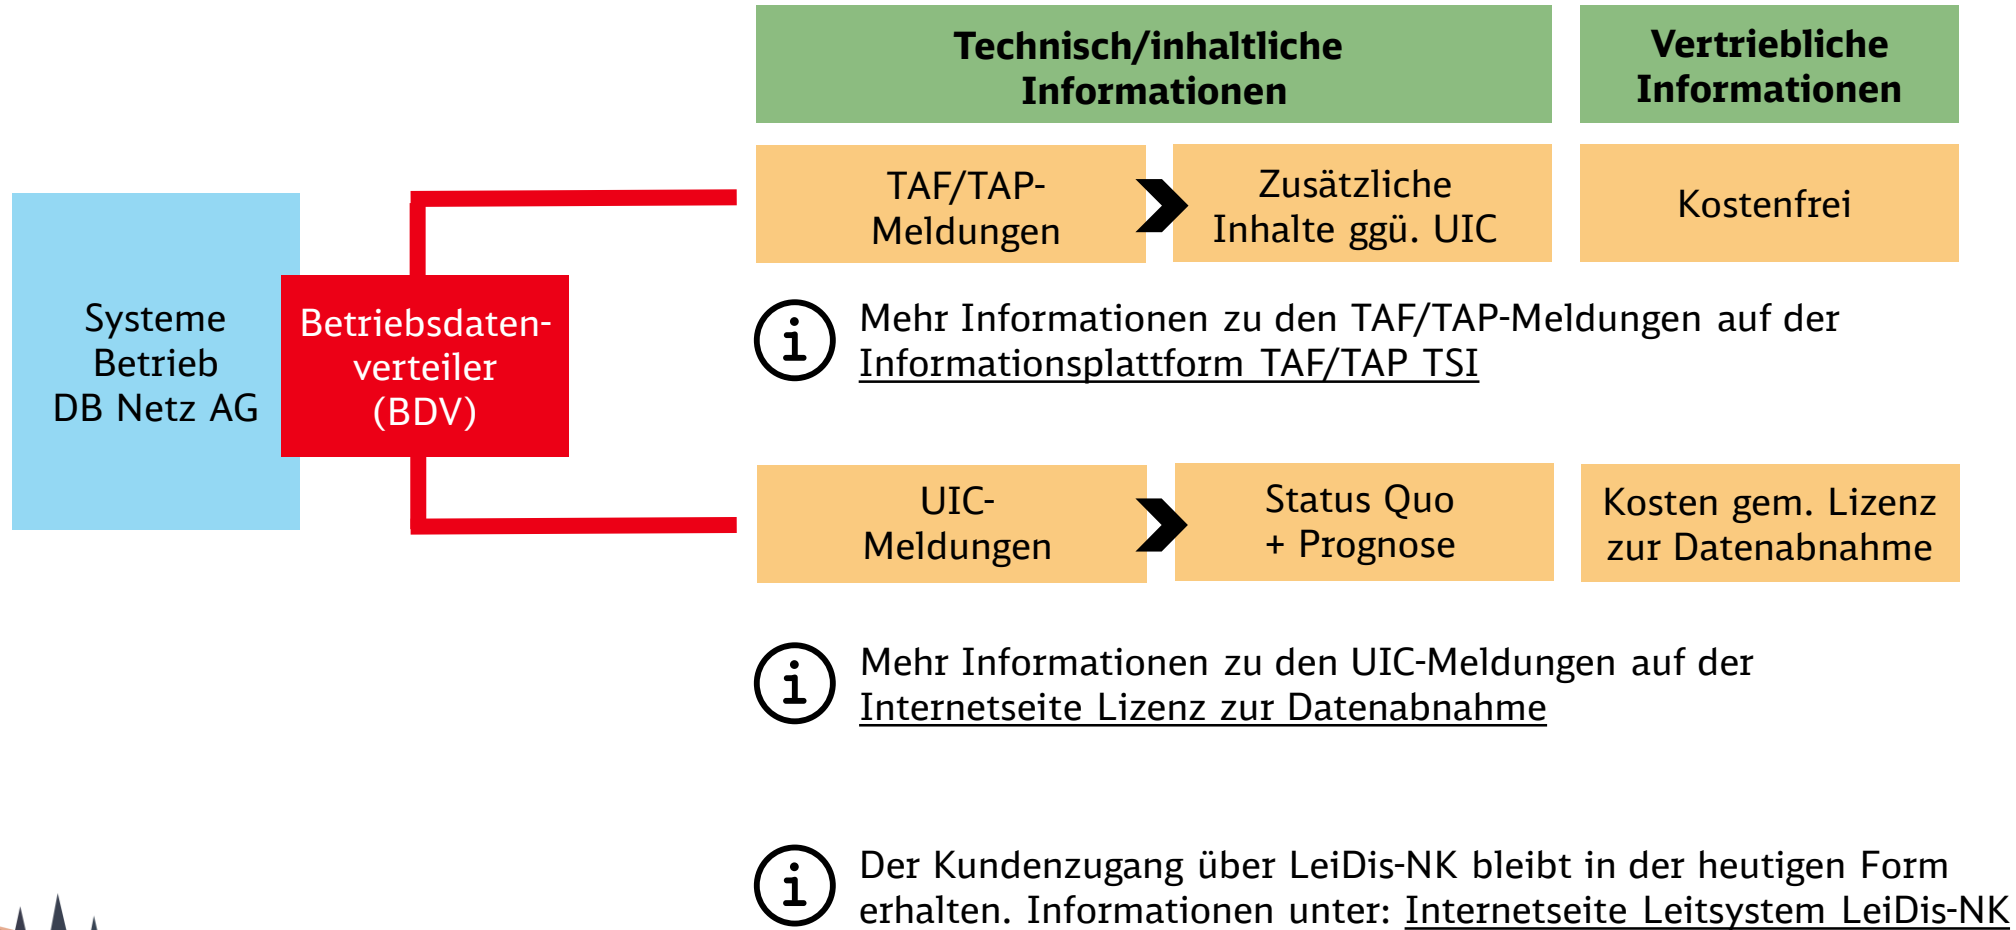 Technisch/inhaltliche
Informationen
Vertriebliche
Informationen
TAF/TAP-
Meldungen
Zusätzliche
Inhalte ggü. UIC
Kostenfrei
Systeme
Betrieb
DB Netz AG
Betriebsdaten-
verteiler
(BDV)
Mehr Informationen zu den TAF/TAP-Meldungen auf der
Informationsplattform TAF/TAP TSI
UIC-
Meldungen
Status Quo
+ Prognose
Kosten gem. Lizenz
zur Datenabnahme
Mehr Informationen zu den UIC-Meldungen auf der
Internetseite Lizenz zur Datenabnahme
Der Kundenzugang über LeiDis-NK bleibt in der heutigen Form
erhalten. Informationen unter: Internetseite Leitsystem LeiDis-NK